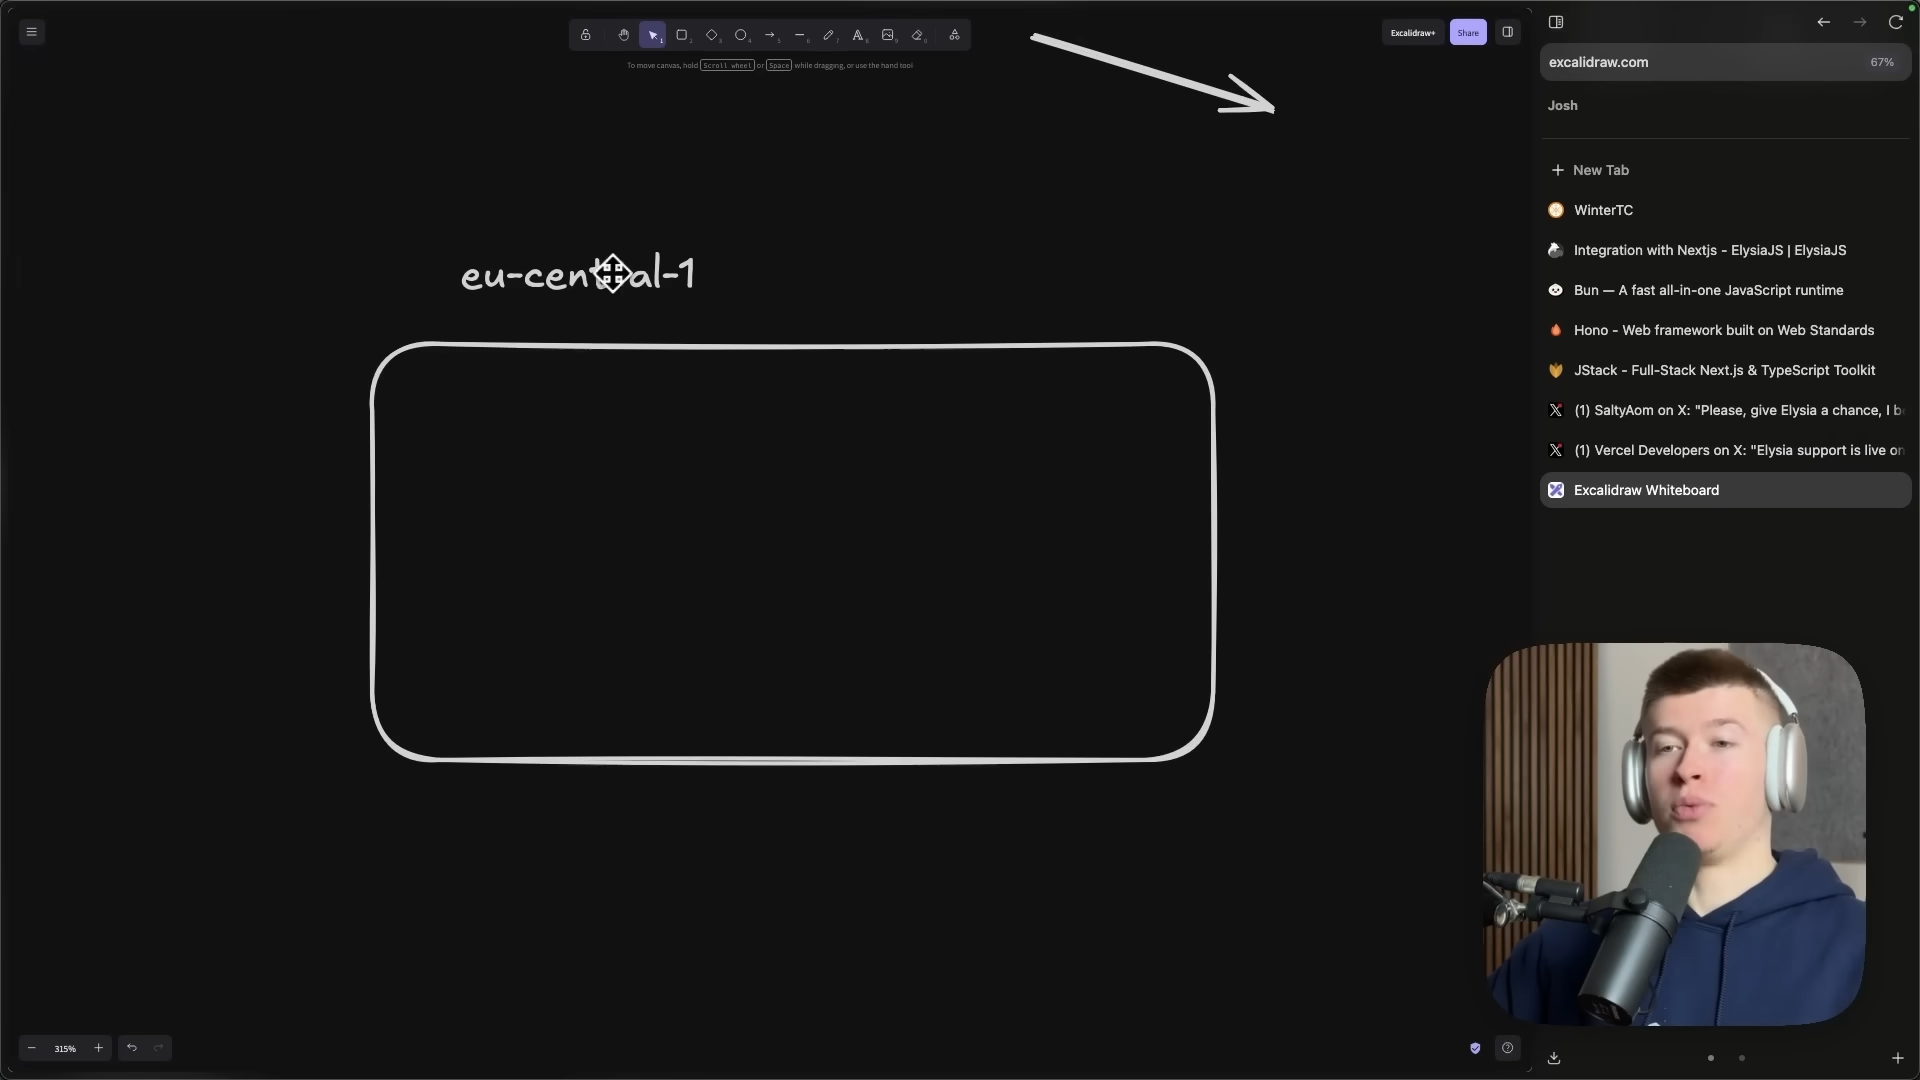 Excalidraw+
Share
To move canvas, hold Scroll wheel or Space while dragging, or use the hand tool
eu-central-1
315%
excalidraw.com
67%
Josh
New Tab
WinterTC
Integration with Nextjs - ElysiaJS | ElysiaJS
Bun — A fast all-in-one JavaScript runtime
Hono - Web framework built on Web Standards
JStack - Full-Stack Next.js & TypeScript Toolkit
(1) SaltyAom on X: "Please, give Elysia a chance, I b
(1) Vercel Developers on X: "Elysia support is live on
Excalidraw Whiteboard